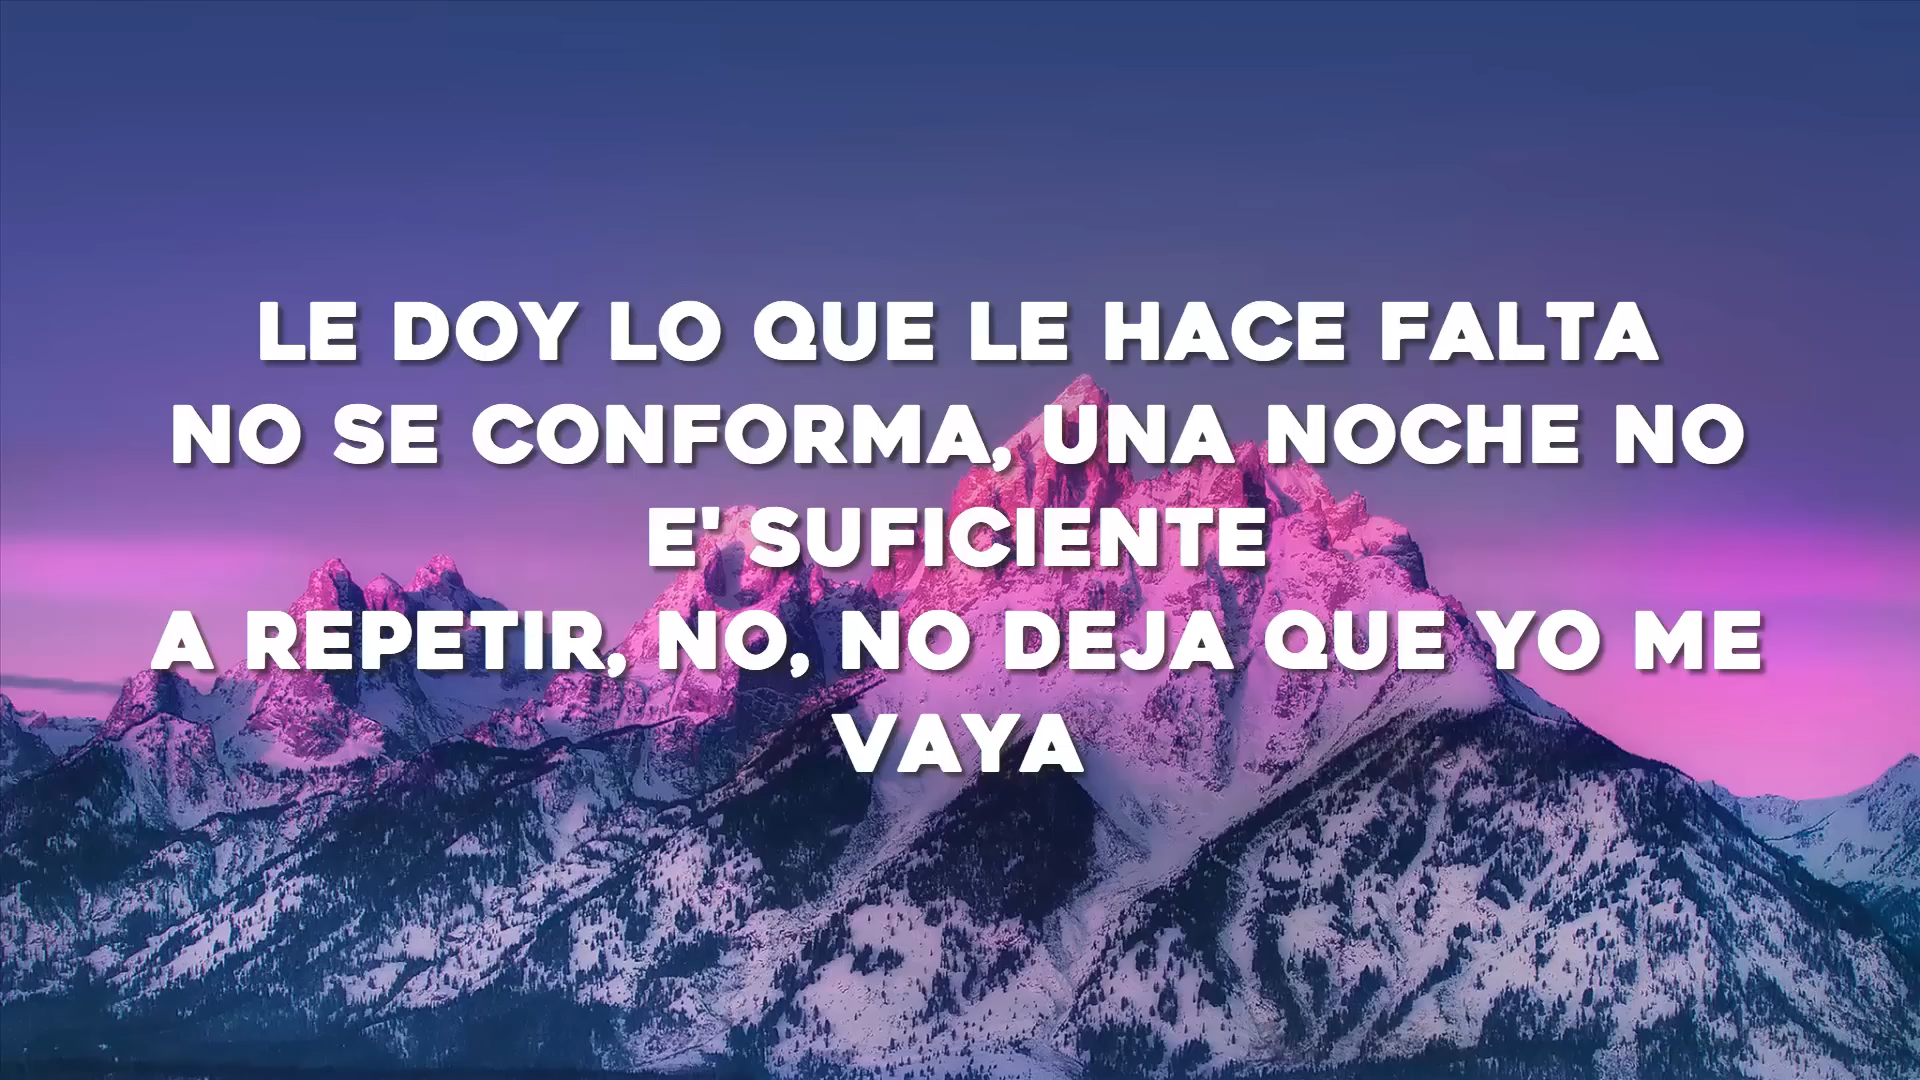 LE DOY LO QUE LE HACE FALTA
NO SE CONFORMA, UNA NOCHE NO
E' SUFICIENTE
A REPETIR, NO, NO DEJA QUE YO ME
VAYA